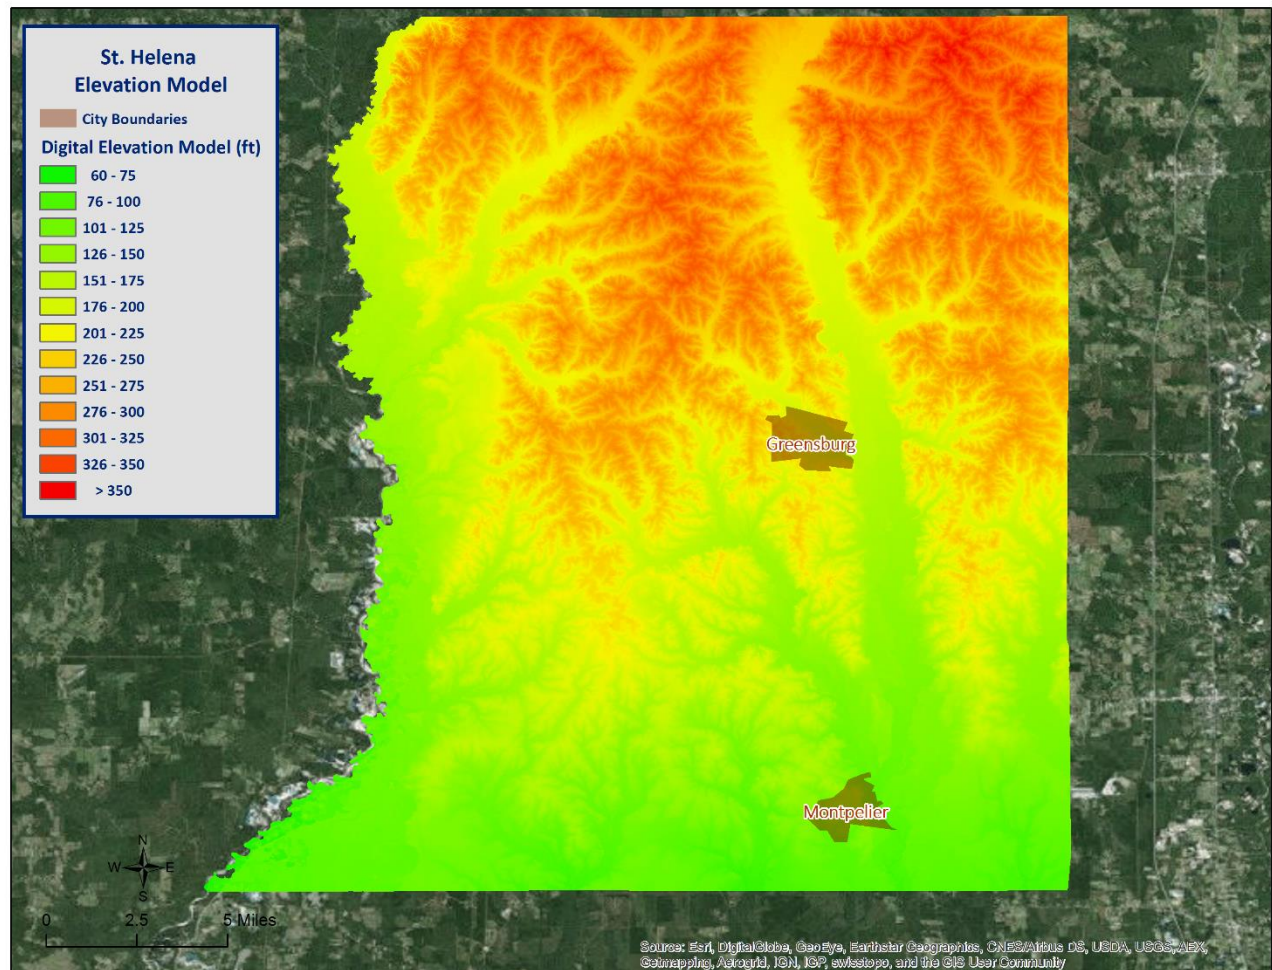 St. Helena
Elevation Model
City Boundaries
Digital Elevation Model (ft)
60 - 75
76 - 100
101 - 125
126 - 150
151 - 175
176 - 200
201 - 225
226 - 250
251 - 275
276 - 300
301 - 325
326 - 350
> 350
Greensburg
Montpelier
N
W E
S
0 2.5 5 Miles
Source: Esri, DigitalGlobe, GeoEye, Earthstar Geographics, CNES/Airbus DS, USDA, USGS, AEX,
Getmapping, Aerogrid, IGN, IGP, swisstopo, and the GIS User Community